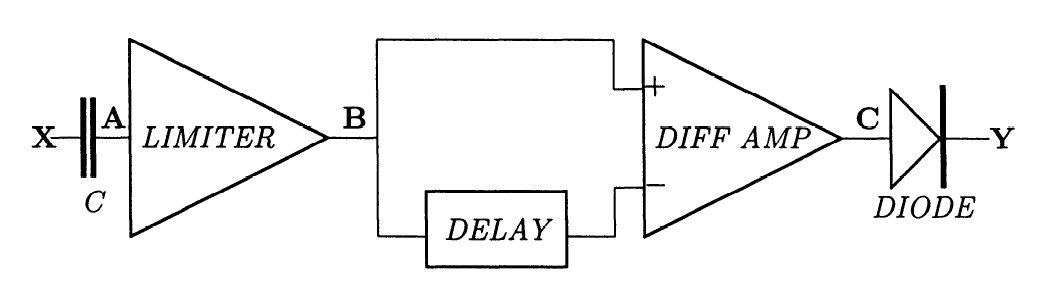 X
A
C
LIMITER
B
DELAY
+
−
DIFF AMP
C
DIODE
Y